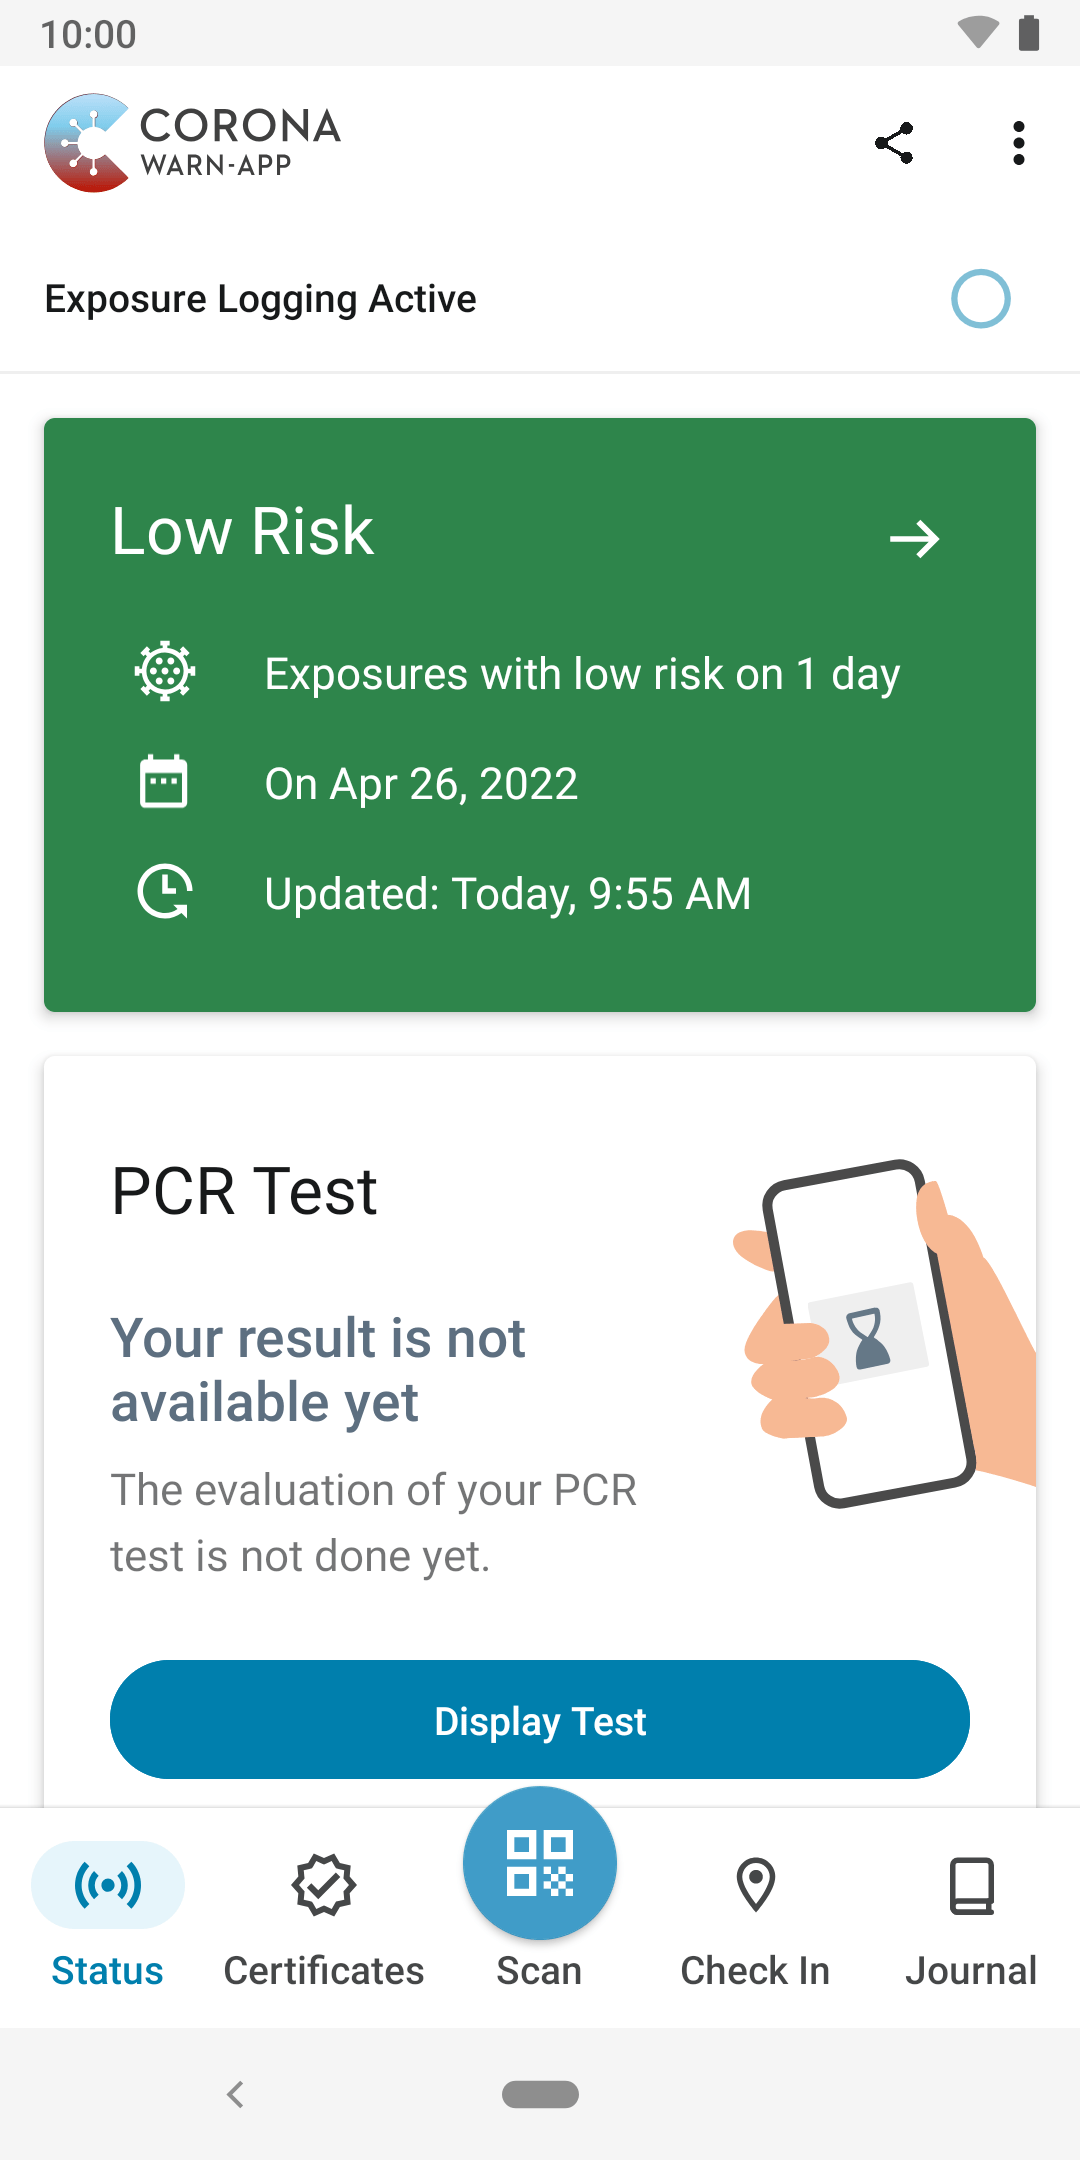 10:00
CORONA
WARN-APP
Exposure Logging Active
Low Risk
Exposures with low risk on 1 day
On Apr 26, 2022
Updated: Today, 9:55 AM
PCR Test
Your result is not
available yet
The evaluation of your PCR
test is not done yet.
Display Test
Status
Certificates
Scan
Check In
Journal